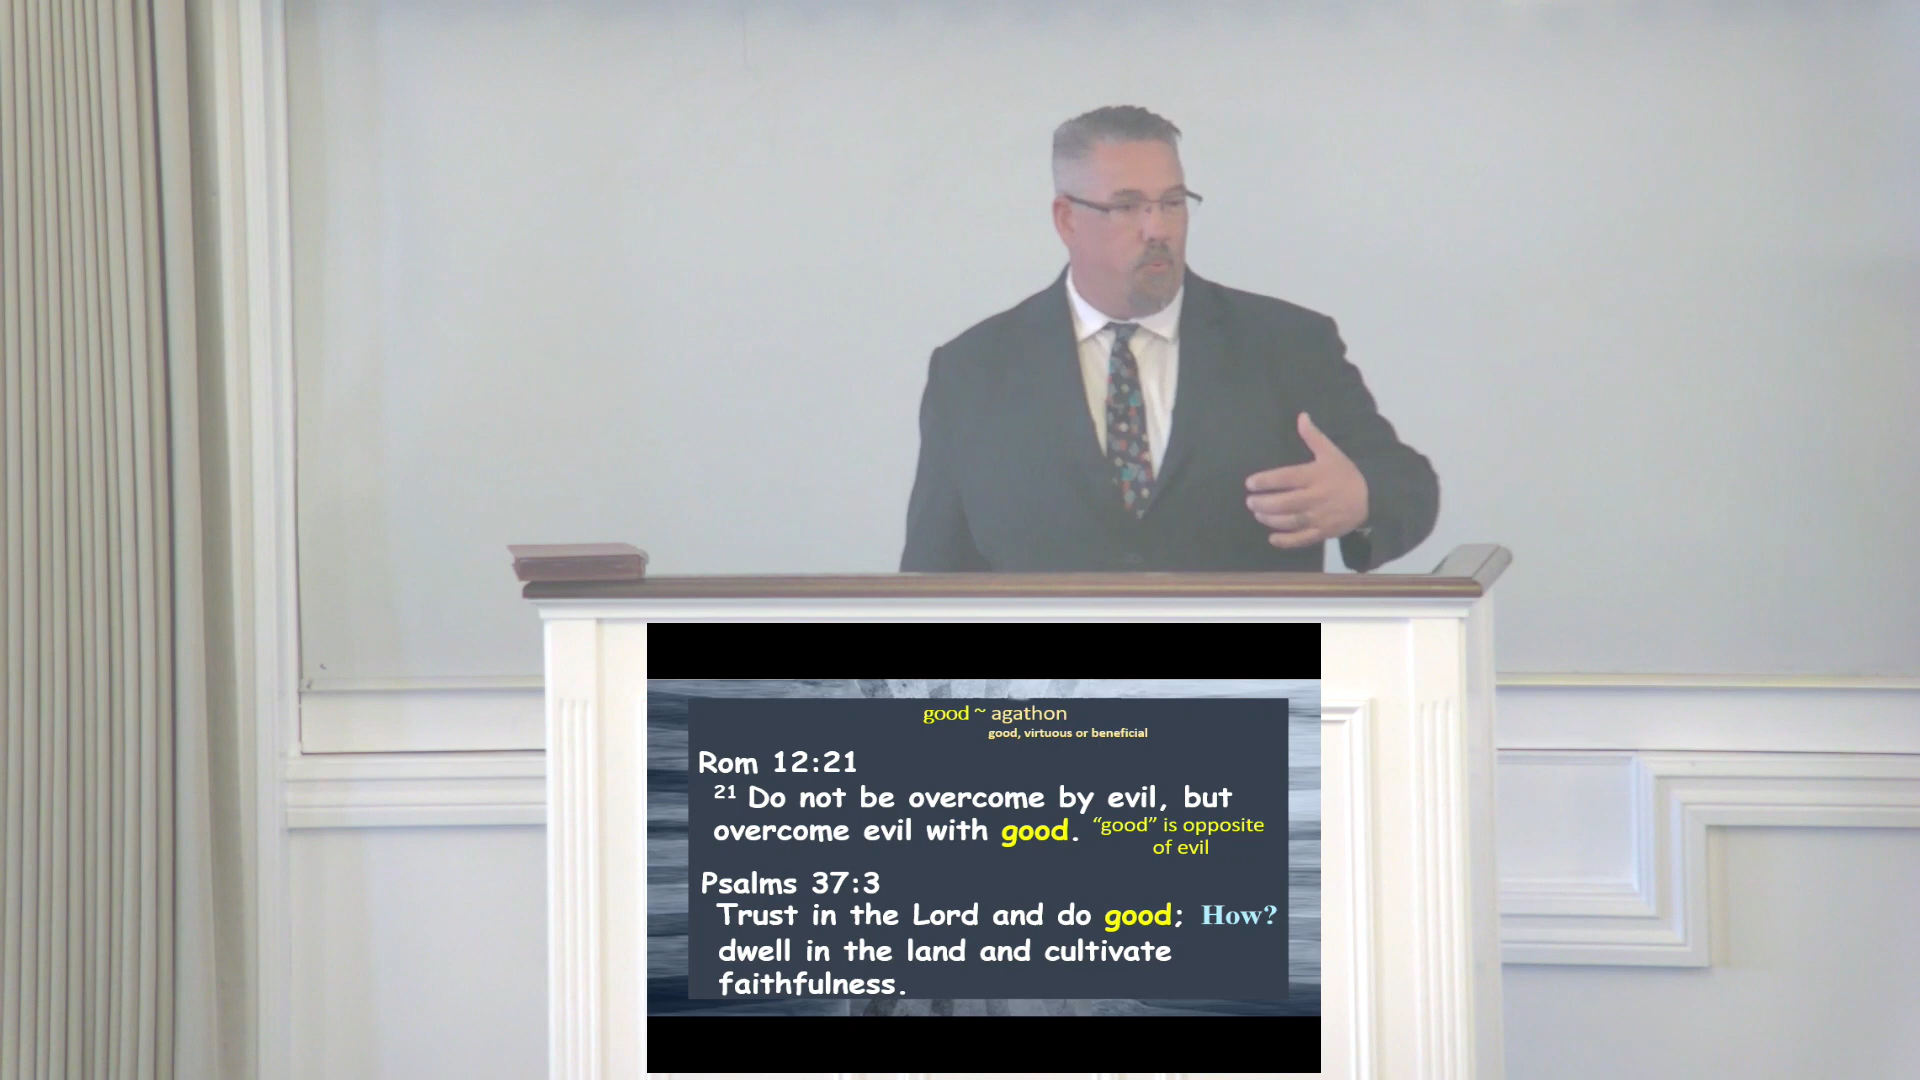 good ~ agathon
good, virtuous or beneficial
Rom 12:21
21 Do not be overcome by evil, but
overcome evil with good. “good” is opposite
of evil
Psalms 37:3
Trust in the Lord and do good; How?
dwell in the land and cultivate
faithfulness.